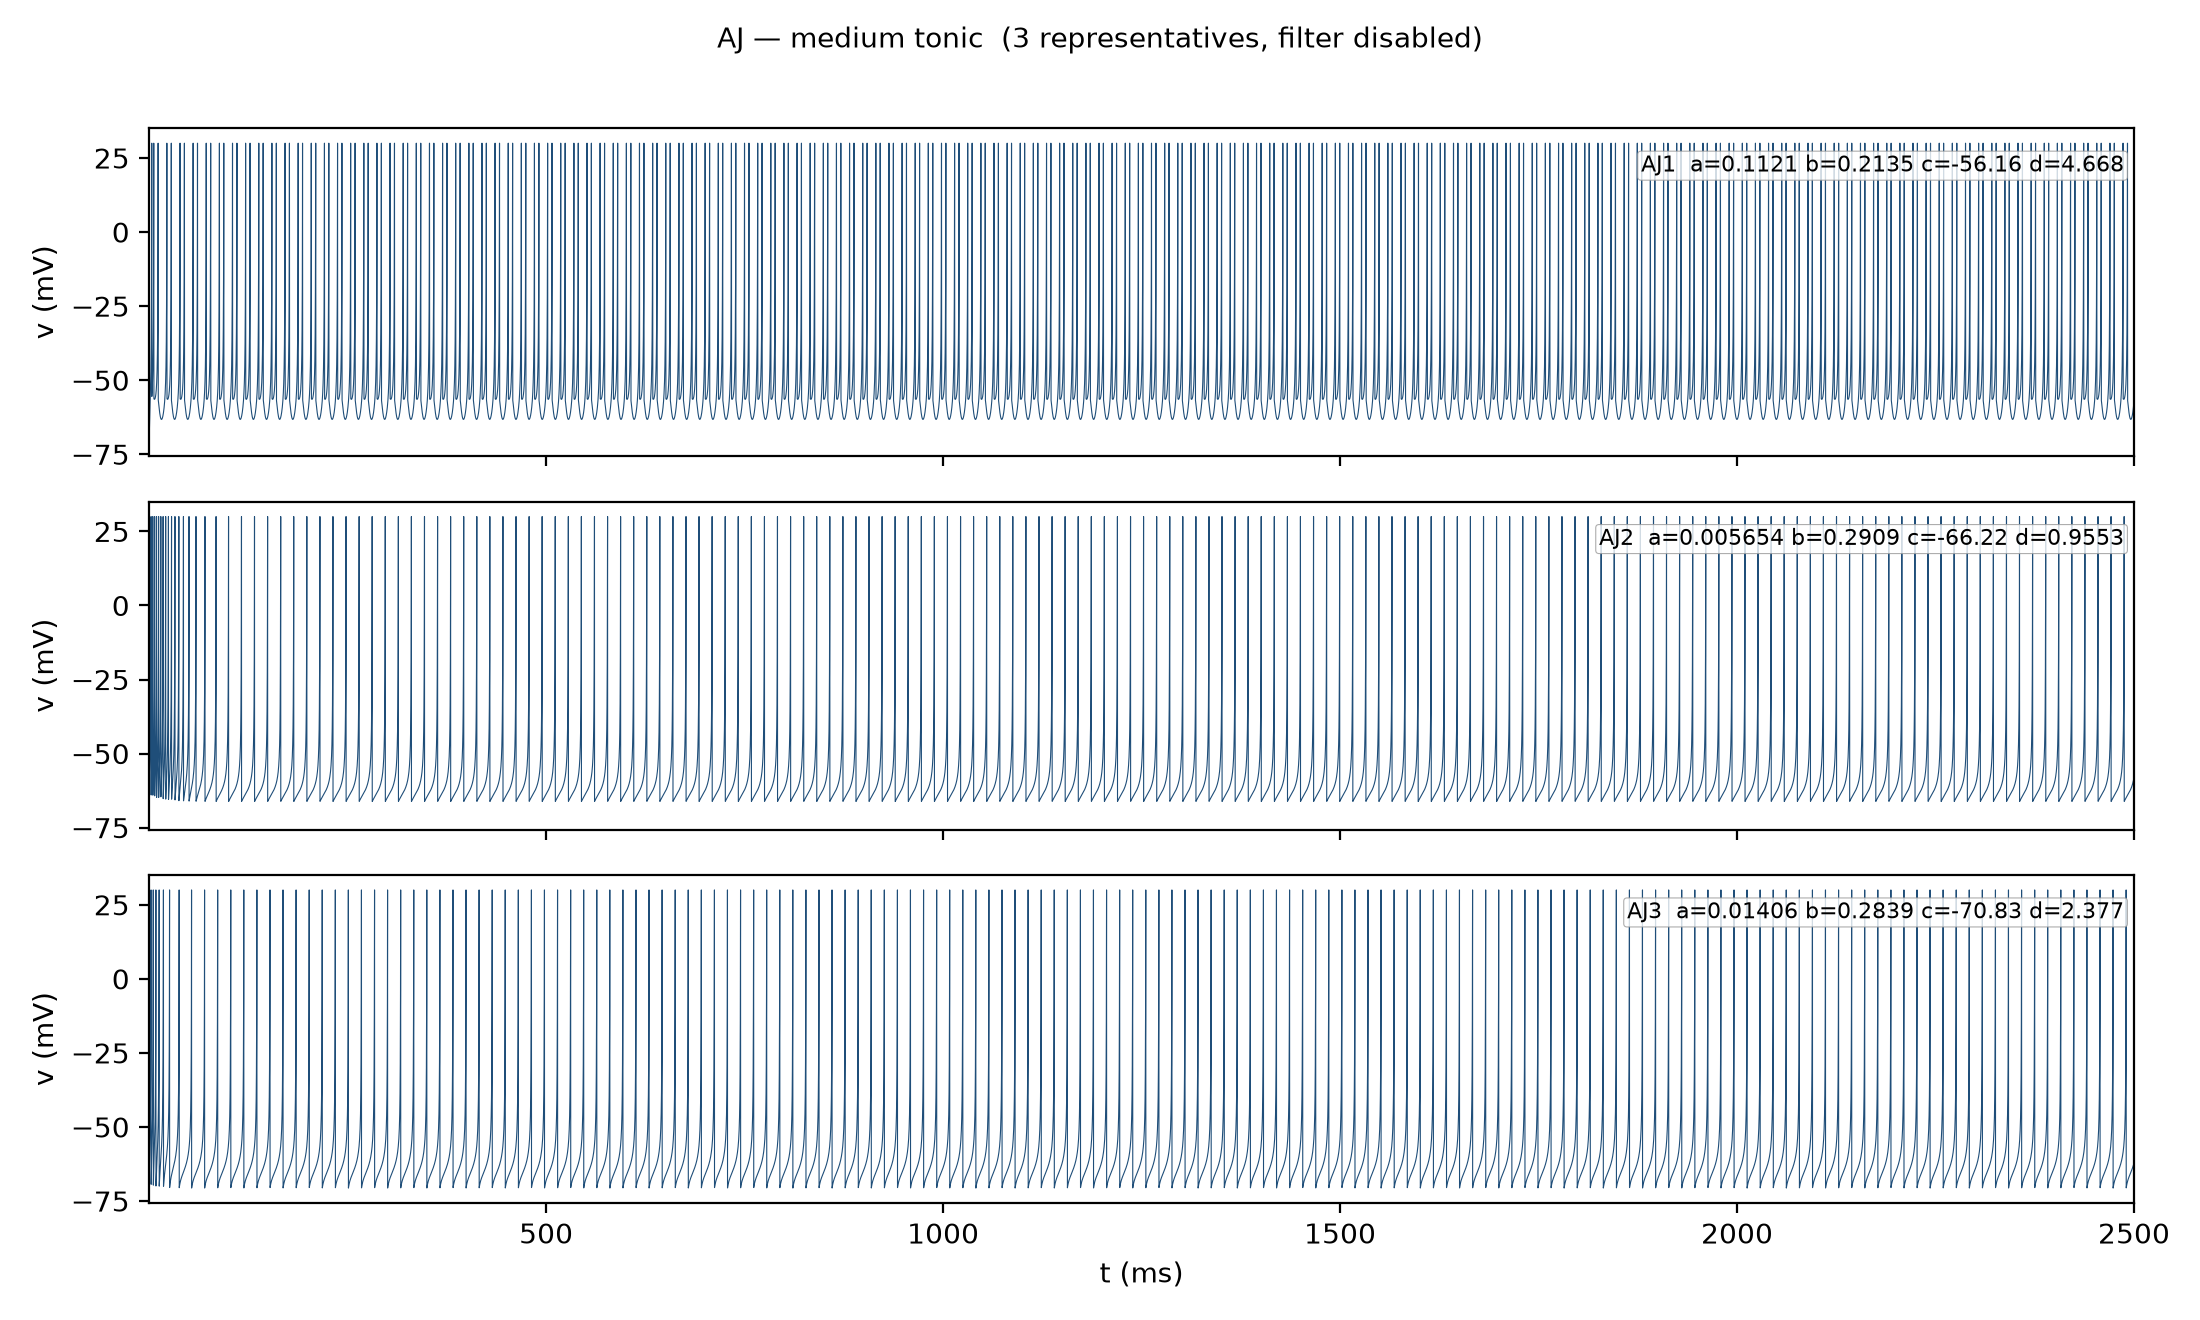 AJ — medium tonic  (3 representatives, filter disabled)
25
0
−25
−50
−75
v (mV)
AJ1  a=0.1121 b=0.2135 c=-56.16 d=4.668
25
0
−25
−50
−75
v (mV)
AJ2  a=0.005654 b=0.2909 c=-66.22 d=0.9553
25
0
−25
−50
−75
v (mV)
AJ3  a=0.01406 b=0.2839 c=-70.83 d=2.377
500 1000 1500 2000 2500
t (ms)